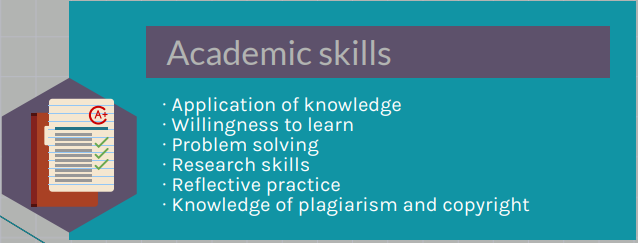 Academic skills
A+
· Application of knowledge
· Willingness to learn
· Problem solving
· Research skills
· Reflective practice
· Knowledge of plagiarism and copyright